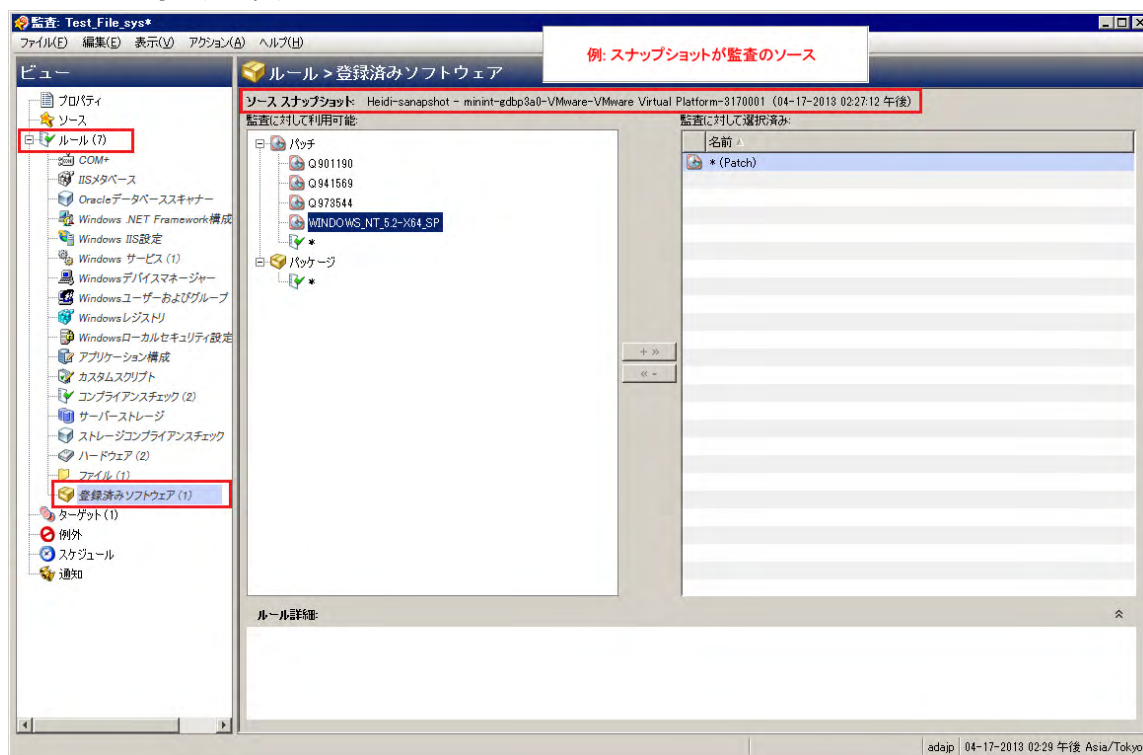 監査: Test_File_sys*
ファイル(F) 編集(E) 表示(V) アクション(A) ヘルプ(H)
例: スナップショットが監査のソース
ビュー
プロパティ
ソース
ルール (7)
COM+
IISメタベース
Oracleデータベーススキャナー
Windows .NET Framework構成
Windows IIS設定
Windows サービス (1)
Windowsデバイスマネージャー
Windowsユーザーおよびグループ
Windowsレジストリ
Windowsローカルセキュリティ設定
アプリケーション構成
カスタムスクリプト
コンプライアンスチェック (2)
サーバーストレージ
ストレージコンプライアンスチェック
ハードウェア (2)
ファイル (1)
登録済みソフトウェア (1)
ターゲット (1)
例外
スケジュール
通知
ルール > 登録済みソフトウェア
ソース スナップショット: Heidi-sanapshot - minint-gdbp3a0-VMware-VMware Virtual Platform-3170001 (04-17-2013 02:27:12 午後)
監査に対して利用可能:
パッチ
Q901190
Q941569
Q973544
WINDOWS_NT_5.2-X64_SP
*
パッケージ
*
+ »
« -
監査に対して選択済み:
名前
* (Patch)
ルール詳細:
adajp 04-17-2013 02:29 午後 Asia/Tokyo